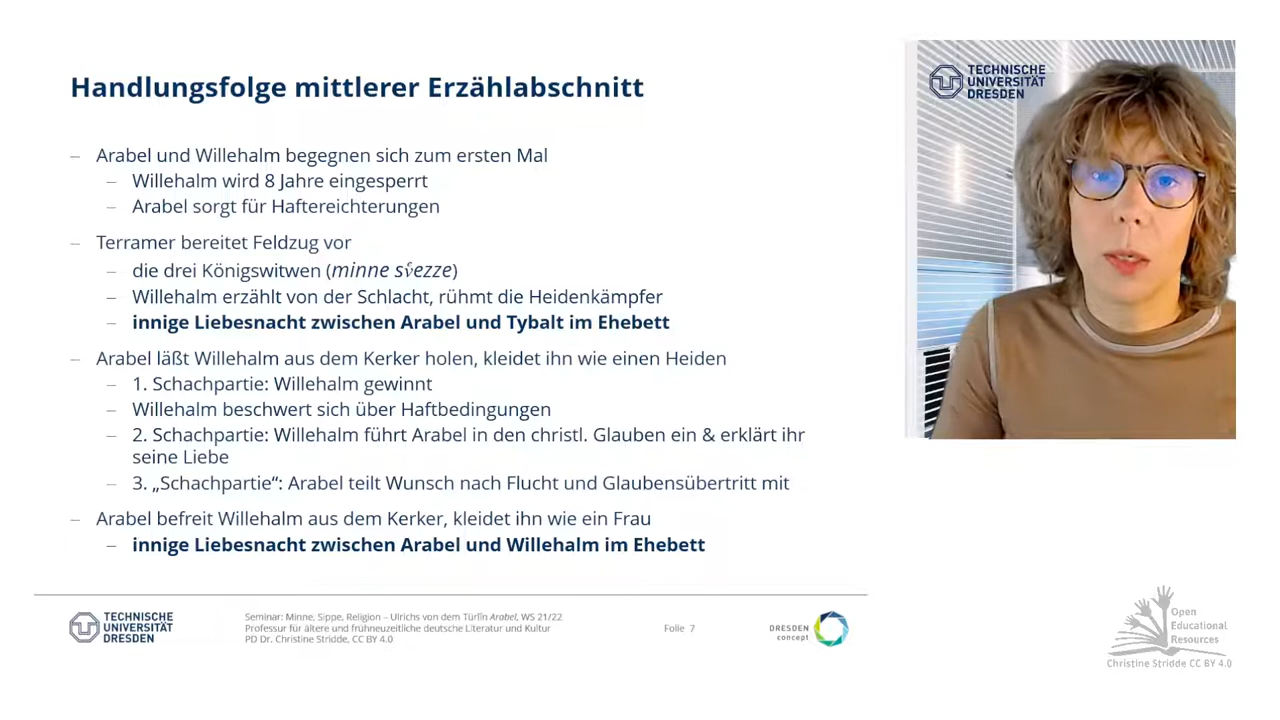 Handlungsfolge mittlerer Erzählabschnitt
– Arabel und Willehalm begegnen sich zum ersten Mal
– Willehalm wird 8 Jahre eingesperrt
– Arabel sorgt für Haftereichterungen
– Terramer bereitet Feldzug vor
– die drei Königswitwen (minne sv̊ezze)
– Willehalm erzählt von der Schlacht, rühmt die Heidenkämpfer
– innige Liebesnacht zwischen Arabel und Tybalt im Ehebett
– Arabel läßt Willehalm aus dem Kerker holen, kleidet ihn wie einen Heiden
– 1. Schachpartie: Willehalm gewinnt
– Willehalm beschwert sich über Haftbedingungen
– 2. Schachpartie: Willehalm führt Arabel in den christl. Glauben ein & erklärt ihr
seine Liebe
– 3. „Schachpartie“: Arabel teilt Wunsch nach Flucht und Glaubensübertritt mit
– Arabel befreit Willehalm aus dem Kerker, kleidet ihn wie ein Frau
– innige Liebesnacht zwischen Arabel und Willehalm im Ehebett
TECHNISCHE
UNIVERSITÄT
DRESDEN
Seminar: Minne, Sippe, Religion – Ulrichs von dem Türlin Arabel, WS 21/22
Professur für ältere und frühneuzeitliche deutsche Literatur und Kultur
PD Dr. Christine Stridde, CC BY 4.0
Folie 7
DRESDEN
concept
TECHNISCHE
UNIVERSITÄT
DRESDEN
Open
Educational
Resources
Christine Stridde CC BY 4.0